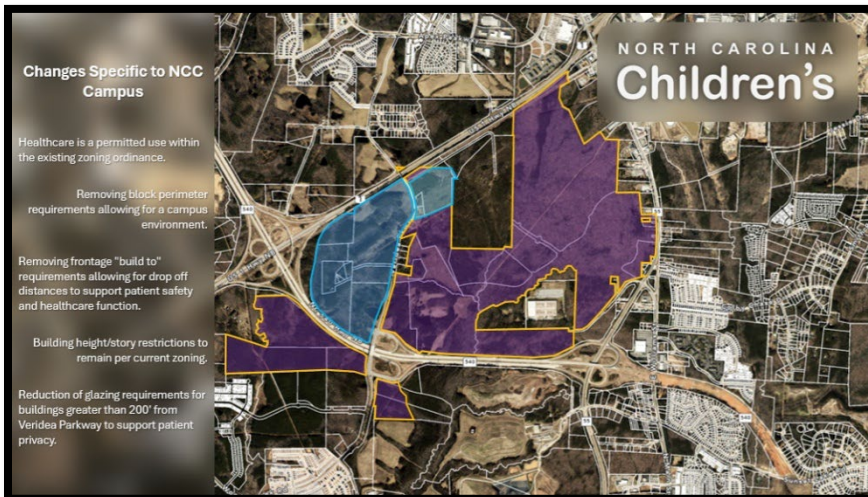 Changes Specific to NCC
Campus
Healthcare is a permitted use within
the existing zoning ordinance.
Removing block perimeter
requirements allowing for a campus
environment.
Removing frontage "build to"
requirements allowing for drop off
distances to support patient safety
and healthcare function.
Building height/story restrictions to
remain per current zoning.
Reduction of glazing requirements for
buildings greater than 200' from
Veridea Parkway to support patient
privacy.
NORTH CAROLINA
Children's
540
55
540
55
540